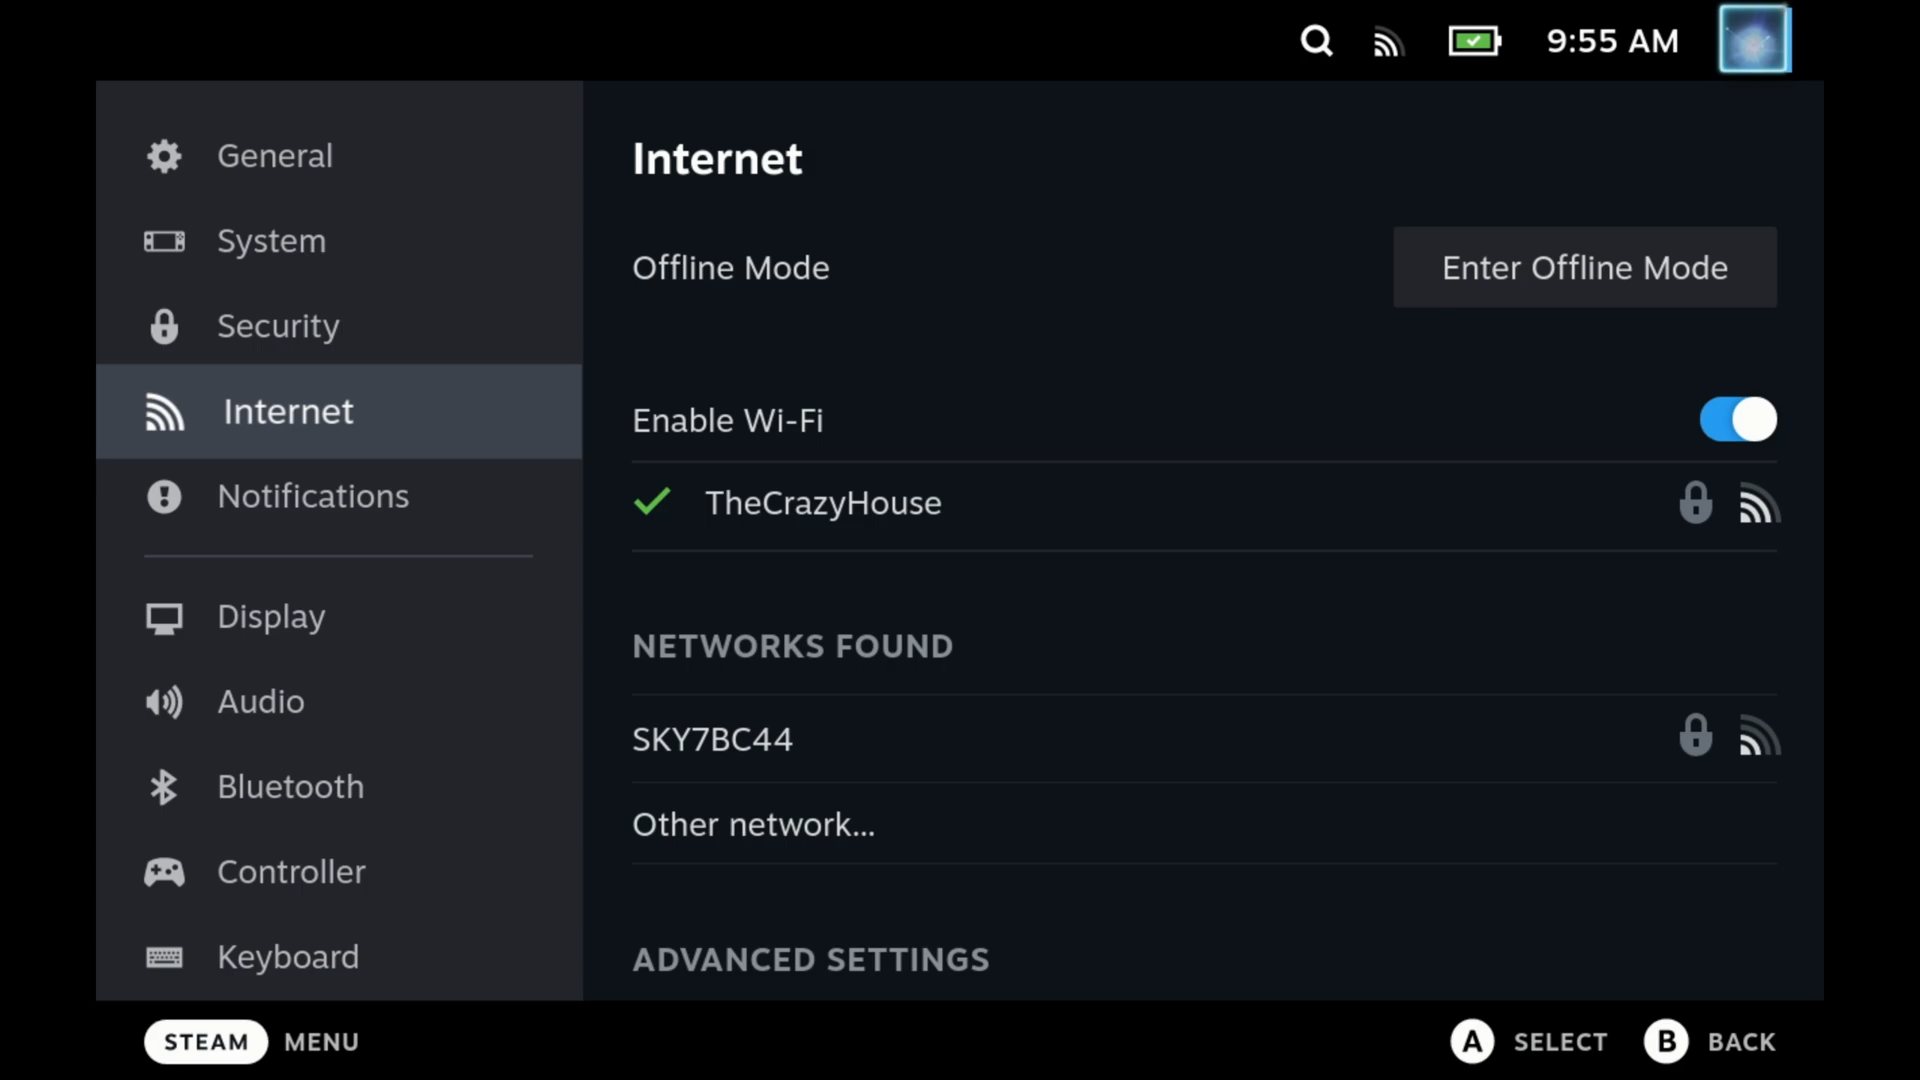 9:55 AM
General
System
Security
Internet
Notifications
Display
Audio
Bluetooth
Controller
Keyboard
Internet
Offline Mode
Enter Offline Mode
Enable Wi-Fi
TheCrazyHouse
NETWORKS FOUND
SKY7BC44
Other network...
ADVANCED SETTINGS
STEAM MENU
A SELECT B BACK